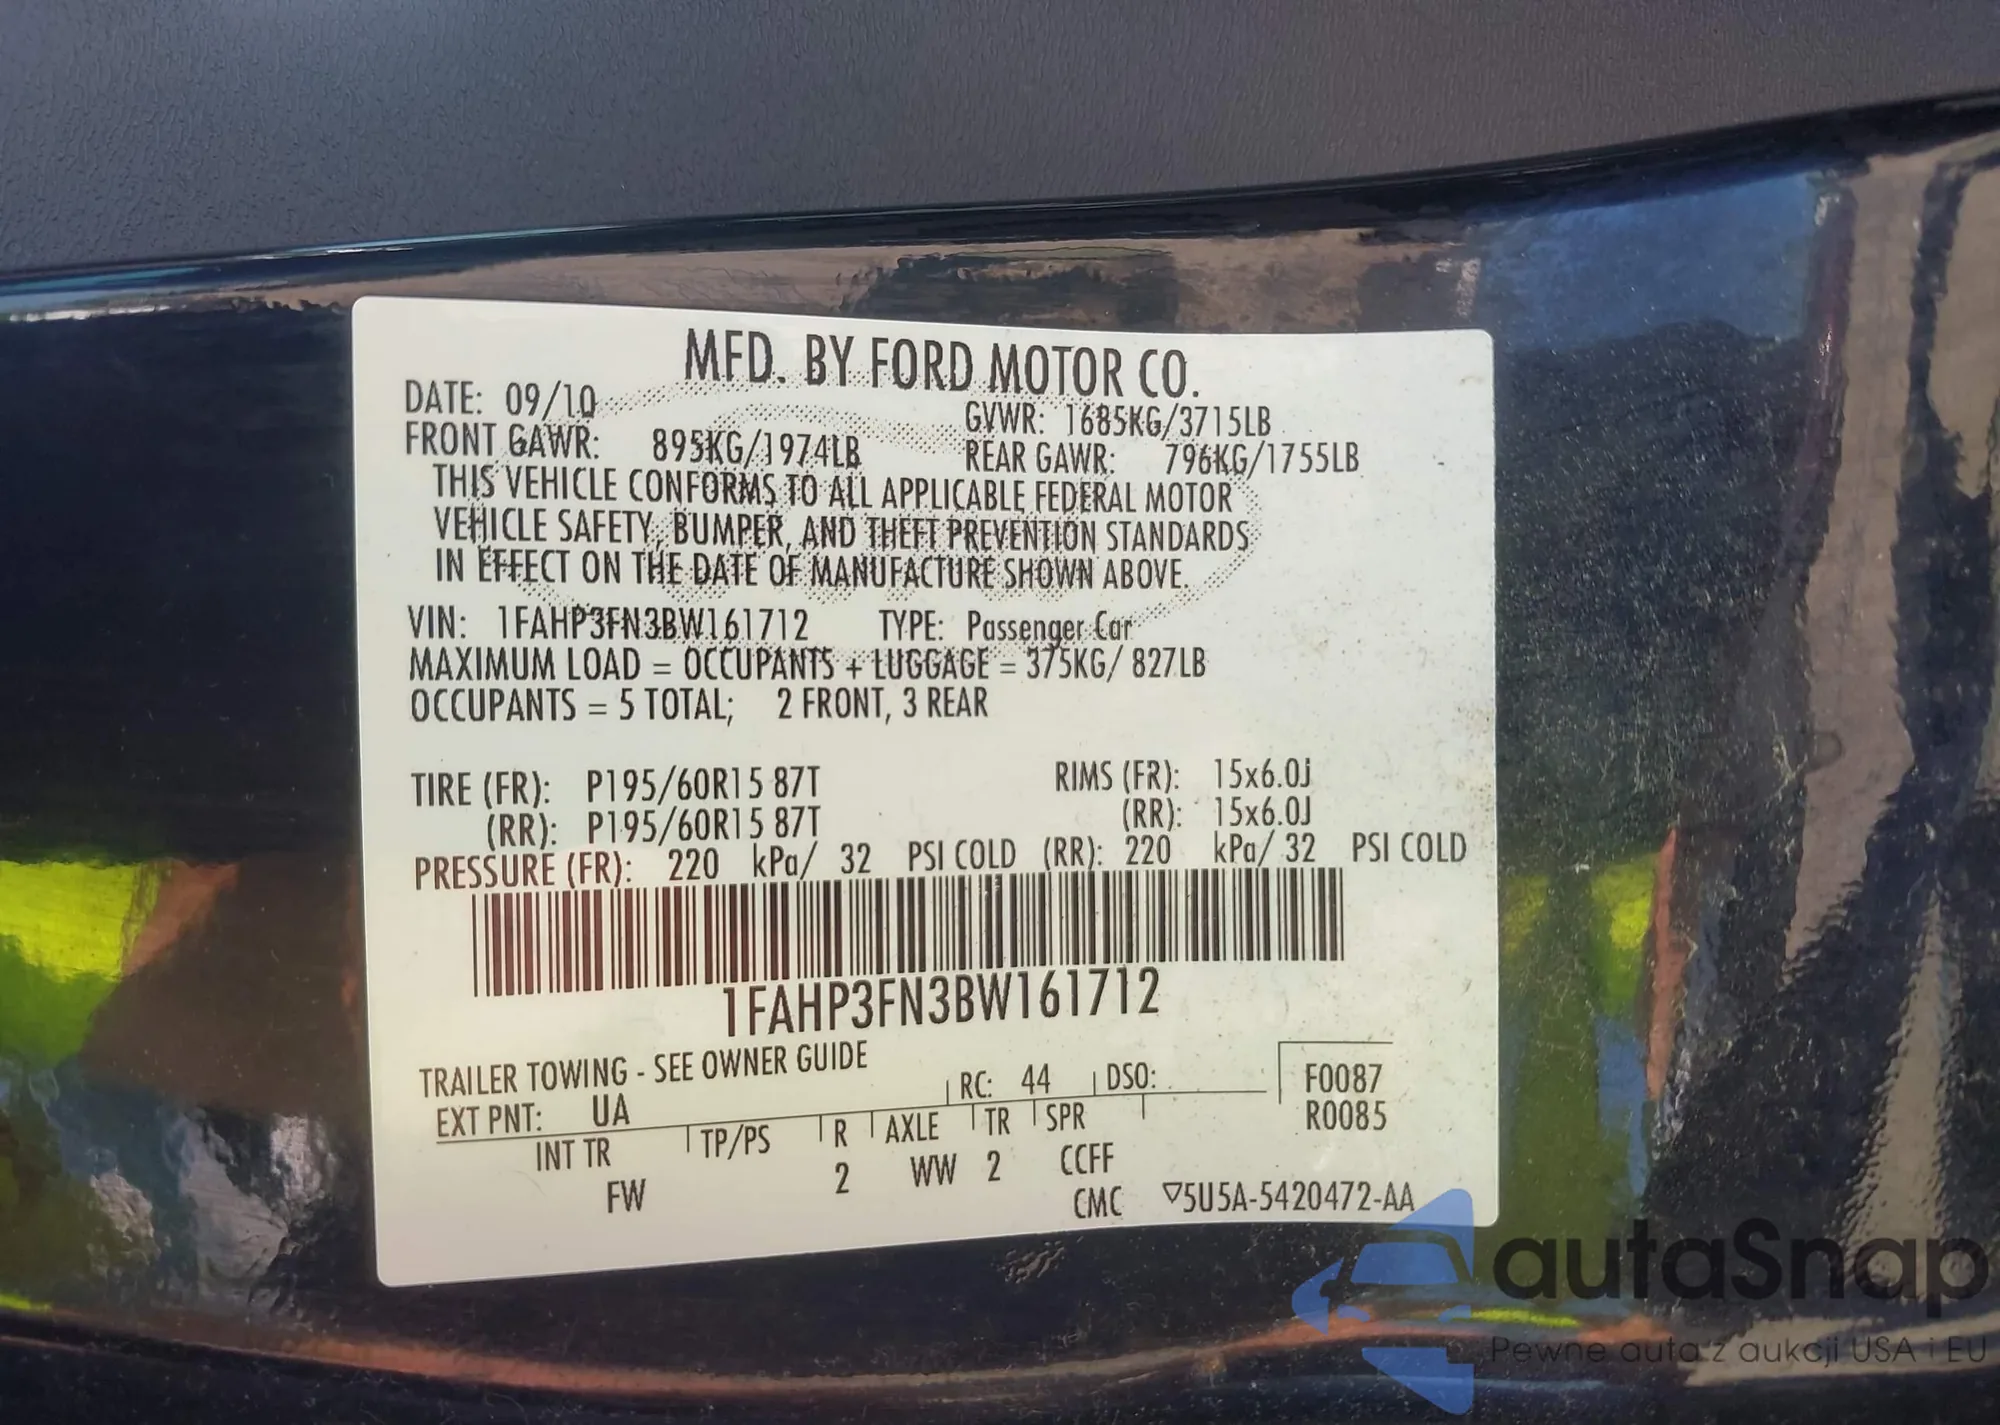 MFD. BY FORD MOTOR CO.
DATE: 09/10 GVWR: 1685KG/3715LB
FRONT GAWR: 895KG/1974LB REAR GAWR: 796KG/1755LB
THIS VEHICLE CONFORMS TO ALL APPLICABLE FEDERAL MOTOR
VEHICLE SAFETY, BUMPER, AND THEFT PREVENTION STANDARDS
IN EFFECT ON THE DATE OF MANUFACTURE SHOWN ABOVE.
VIN: 1FAHP3FN3BW161712 TYPE: Passenger Car
MAXIMUM LOAD = OCCUPANTS + LUGGAGE = 375KG/ 827LB
OCCUPANTS = 5 TOTAL; 2 FRONT, 3 REAR
TIRE (FR): P195/60R15 87T RIMS (FR): 15x6.0J
(RR): P195/60R15 87T (RR): 15x6.0J
PRESSURE (FR): 220 kPa/ 32 PSI COLD (RR): 220 kPa/ 32 PSI COLD
1FAHP3FN3BW161712
TRAILER TOWING - SEE OWNER GUIDE
EXT PNT: UA RC: 44 DSO: F0087
INT TR TP/PS R AXLE TR SPR R0085
FW 2 WW 2 CCFF
CMC ▽5U5A-5420472-AA
autaSnap
Pewne auta z aukcji USA i EU